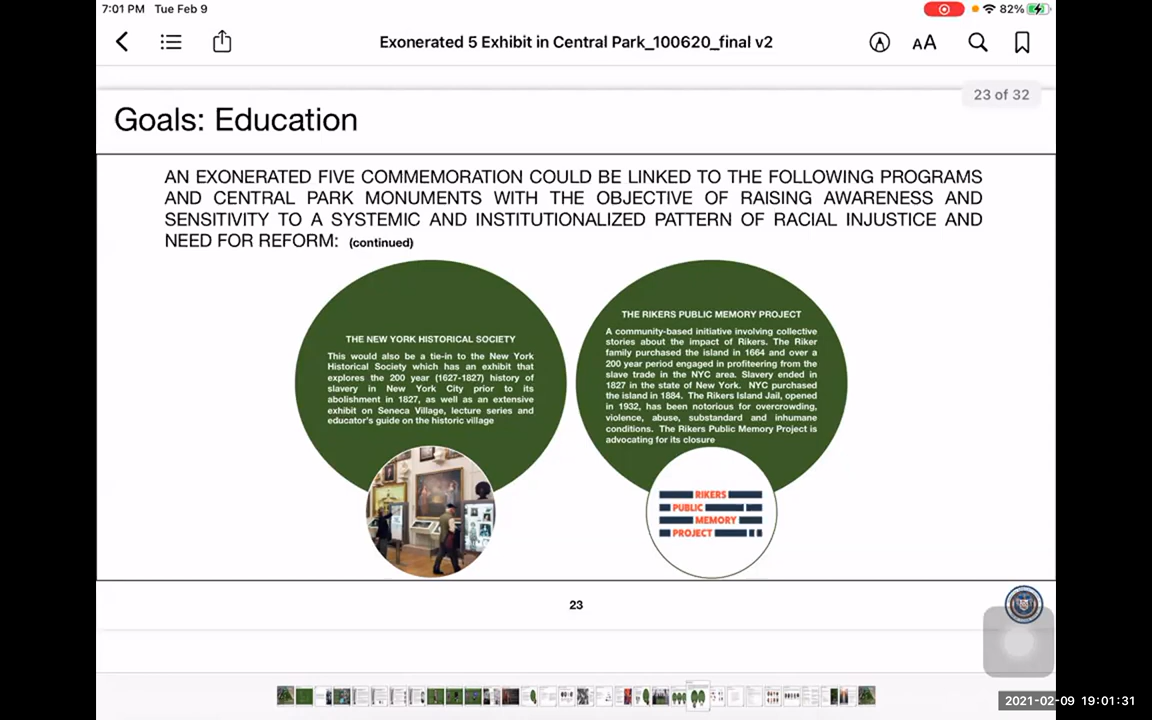 7:01 PM Tue Feb 9
82%
Exonerated 5 Exhibit in Central Park_100620_final v2
AA
23 of 32
Goals: Education
AN EXONERATED FIVE COMMEMORATION COULD BE LINKED TO THE FOLLOWING PROGRAMS
AND CENTRAL PARK MONUMENTS WITH THE OBJECTIVE OF RAISING AWARENESS AND
SENSITIVITY TO A SYSTEMIC AND INSTITUTIONALIZED PATTERN OF RACIAL INJUSTICE AND
NEED FOR REFORM: (continued)
THE NEW YORK HISTORICAL SOCIETY
This would also be a tie-in to the New York
Historical Society which has an exhibit that
explores the 200 year (1627-1827) history of
slavery in New York City prior to its
abolishment in 1827, as well as an extensive
exhibit on Seneca Village, lecture series and
educator's guide on the historic village
THE RIKERS PUBLIC MEMORY PROJECT
A community-based initiative involving collective
stories about the impact of Rikers. The Riker
family purchased the island in 1664 and over a
200 year period engaged in profiteering from the
slave trade in the NYC area. Slavery ended in
1827 in the state of New York. NYC purchased
the island in 1884. The Rikers Island Jail, opened
in 1932, has been notorious for overcrowding,
violence, abuse, substandard and inhumane
conditions. The Rikers Public Memory Project is
advocating for its closure
RIKERS
PUBLIC
MEMORY
PROJECT
23
2021-02-09 19:01:31